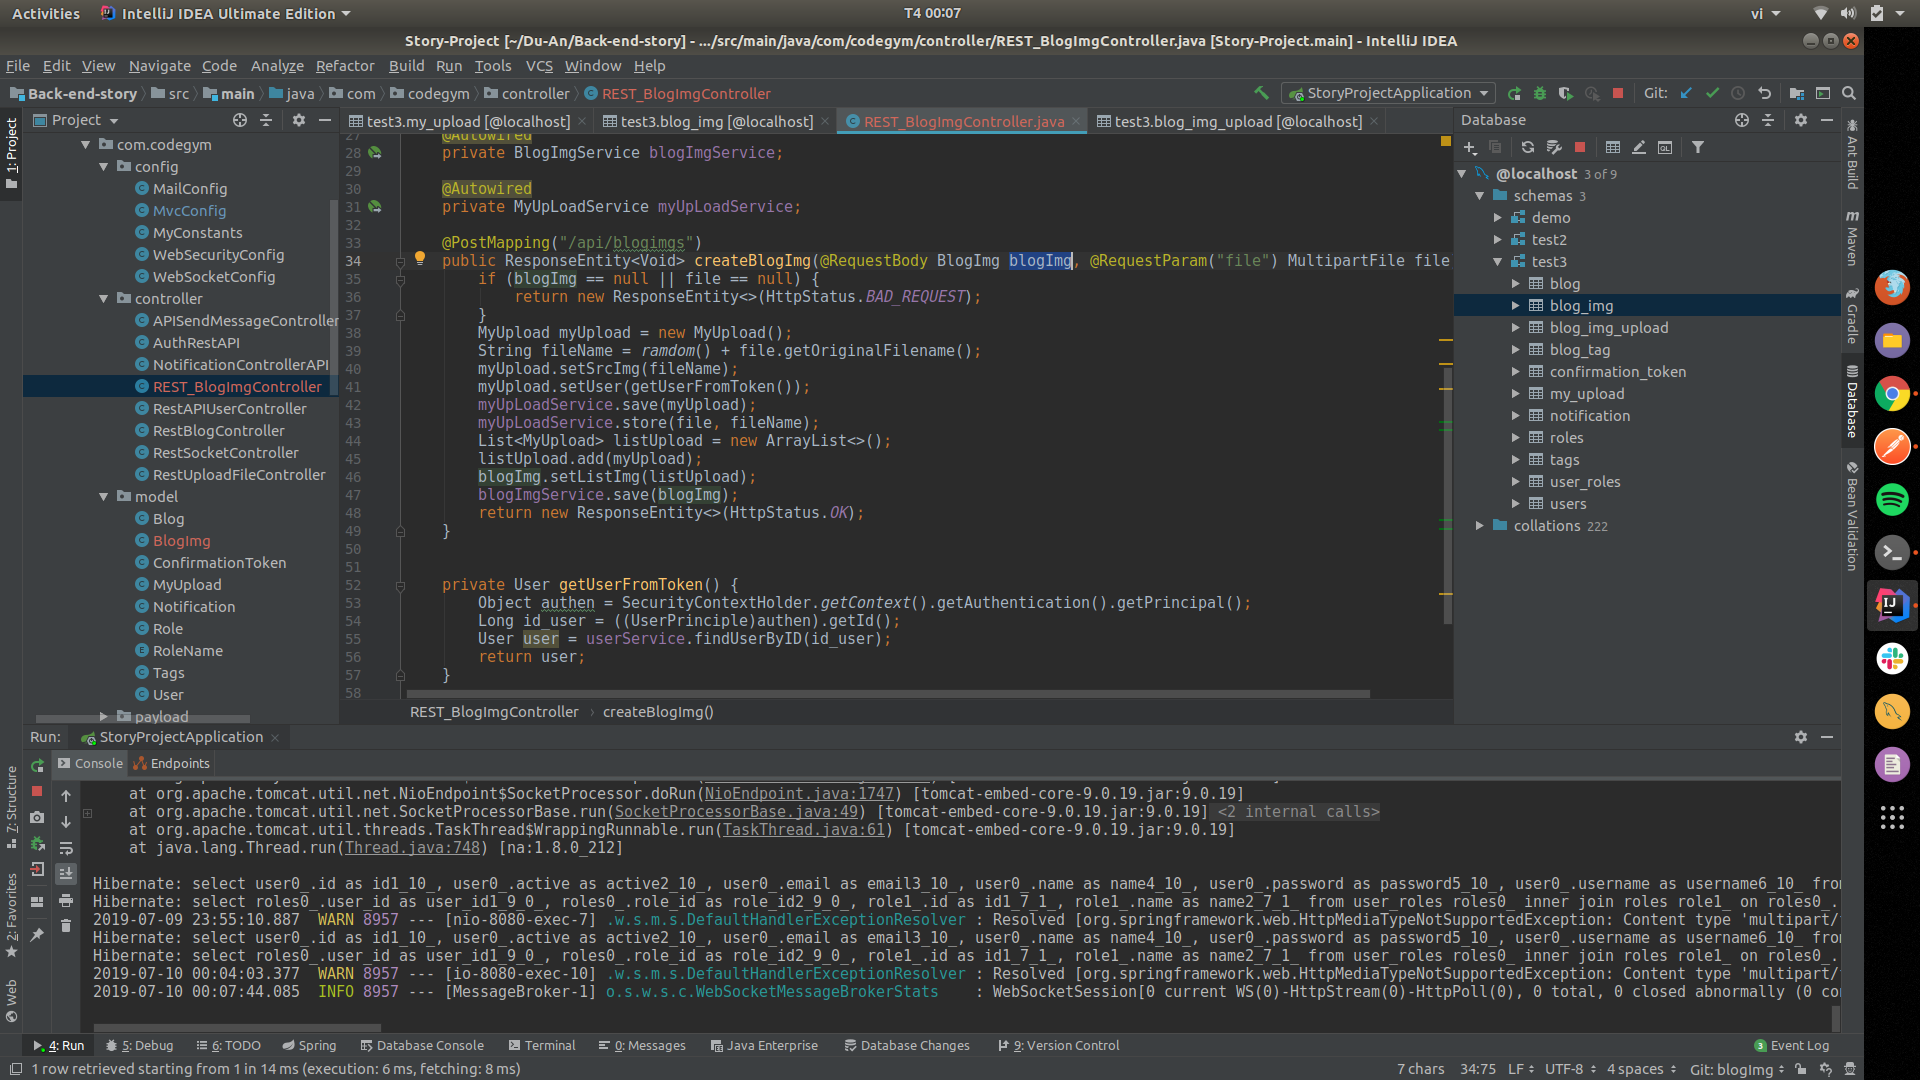 Activities IntelliJ IDEA Ultimate Edition T4 00:07 vi
Story-Project [~/Du-An/Back-end-story] - .../src/main/java/com/codegym/controller/REST_BlogImgController.java [Story-Project.main] - IntelliJ IDEA
File Edit View Navigate Code Analyze Refactor Build Run Tools VCS Window Help
Back-end-story src main java com codegym controller REST_BlogImgController StoryProjectApplication Git:
1: Project
7: Structure
2: Favorites
Web
Project
com.codegym
config
MailConfig
MvcConfig
MyConstants
WebSecurityConfig
WebSocketConfig
controller
APISendMessageController
AuthRestAPI
NotificationControllerAPI
REST_BlogImgController
RestAPIUserController
RestBlogController
RestSocketController
RestUploadFileController
model
Blog
BlogImg
ConfirmationToken
MyUpload
Notification
Role
RoleName
Tags
User
payload
test3.my_upload [@localhost] test3.blog_img [@localhost] REST_BlogImgController.java test3.blog_img_upload [@localhost]
27 @Autowired
28 private BlogImgService blogImgService;
29
30 @Autowired
31 private MyUpLoadService myUpLoadService;
32
33 @PostMapping("/api/blogimgs")
34 public ResponseEntity<Void> createBlogImg(@RequestBody BlogImg blogImg, @RequestParam("file") MultipartFile file
35 if (blogImg == null || file == null) {
36 return new ResponseEntity<>(HttpStatus.BAD_REQUEST);
37 }
38 MyUpload myUpload = new MyUpload();
39 String fileName = ramdom() + file.getOriginalFilename();
40 myUpload.setSrcImg(fileName);
41 myUpload.setUser(getUserFromToken());
42 myUpLoadService.save(myUpload);
43 myUpLoadService.store(file, fileName);
44 List<MyUpload> listUpload = new ArrayList<>();
45 listUpload.add(myUpload);
46 blogImg.setListImg(listUpload);
47 blogImgService.save(blogImg);
48 return new ResponseEntity<>(HttpStatus.OK);
49 }
50
51
52 private User getUserFromToken() {
53 Object authen = SecurityContextHolder.getContext().getAuthentication().getPrincipal();
54 Long id_user = ((UserPrinciple)authen).getId();
55 User user = userService.findUserByID(id_user);
56 return user;
57 }
58
REST_BlogImgController › createBlogImg()
Database
@localhost 3 of 9
schemas 3
demo
test2
test3
blog
blog_img
blog_img_upload
blog_tag
confirmation_token
my_upload
notification
roles
tags
user_roles
users
collations 222
Ant Build
Maven
Gradle
Database
Bean Validation
Run: StoryProjectApplication
Console Endpoints
at org.apache.tomcat.util.net.NioEndpoint$SocketProcessor.doRun(NioEndpoint.java:1747) [tomcat-embed-core-9.0.19.jar:9.0.19]
at org.apache.tomcat.util.net.SocketProcessorBase.run(SocketProcessorBase.java:49) [tomcat-embed-core-9.0.19.jar:9.0.19] <2 internal calls>
at org.apache.tomcat.util.threads.TaskThread$WrappingRunnable.run(TaskThread.java:61) [tomcat-embed-core-9.0.19.jar:9.0.19]
at java.lang.Thread.run(Thread.java:748) [na:1.8.0_212]
Hibernate: select user0_.id as id1_10_, user0_.active as active2_10_, user0_.email as email3_10_, user0_.name as name4_10_, user0_.password as password5_10_, user0_.username as username6_10_ from
Hibernate: select roles0_.user_id as user_id1_9_0_, roles0_.role_id as role_id2_9_0_, role1_.id as id1_7_1_, role1_.name as name2_7_1_ from user_roles roles0_ inner join roles role1_ on roles0_.
2019-07-09 23:55:10.887 WARN 8957 --- [nio-8080-exec-7] .w.s.m.s.DefaultHandlerExceptionResolver : Resolved [org.springframework.web.HttpMediaTypeNotSupportedException: Content type 'multipart/
Hibernate: select user0_.id as id1_10_, user0_.active as active2_10_, user0_.email as email3_10_, user0_.name as name4_10_, user0_.password as password5_10_, user0_.username as username6_10_ from
Hibernate: select roles0_.user_id as user_id1_9_0_, roles0_.role_id as role_id2_9_0_, role1_.id as id1_7_1_, role1_.name as name2_7_1_ from user_roles roles0_ inner join roles role1_ on roles0_.
2019-07-10 00:04:03.377 WARN 8957 --- [io-8080-exec-10] .w.s.m.s.DefaultHandlerExceptionResolver : Resolved [org.springframework.web.HttpMediaTypeNotSupportedException: Content type 'multipart/
2019-07-10 00:07:44.085 INFO 8957 --- [MessageBroker-1] o.s.w.s.c.WebSocketMessageBrokerStats : WebSocketSession[0 current WS(0)-HttpStream(0)-HttpPoll(0), 0 total, 0 closed abnormally (0 co
4: Run 5: Debug 6: TODO Spring Database Console Terminal 0: Messages Java Enterprise Database Changes 9: Version Control 3 Event Log
1 row retrieved starting from 1 in 14 ms (execution: 6 ms, fetching: 8 ms) 7 chars 34:75 LF UTF-8 4 spaces Git: blogImg